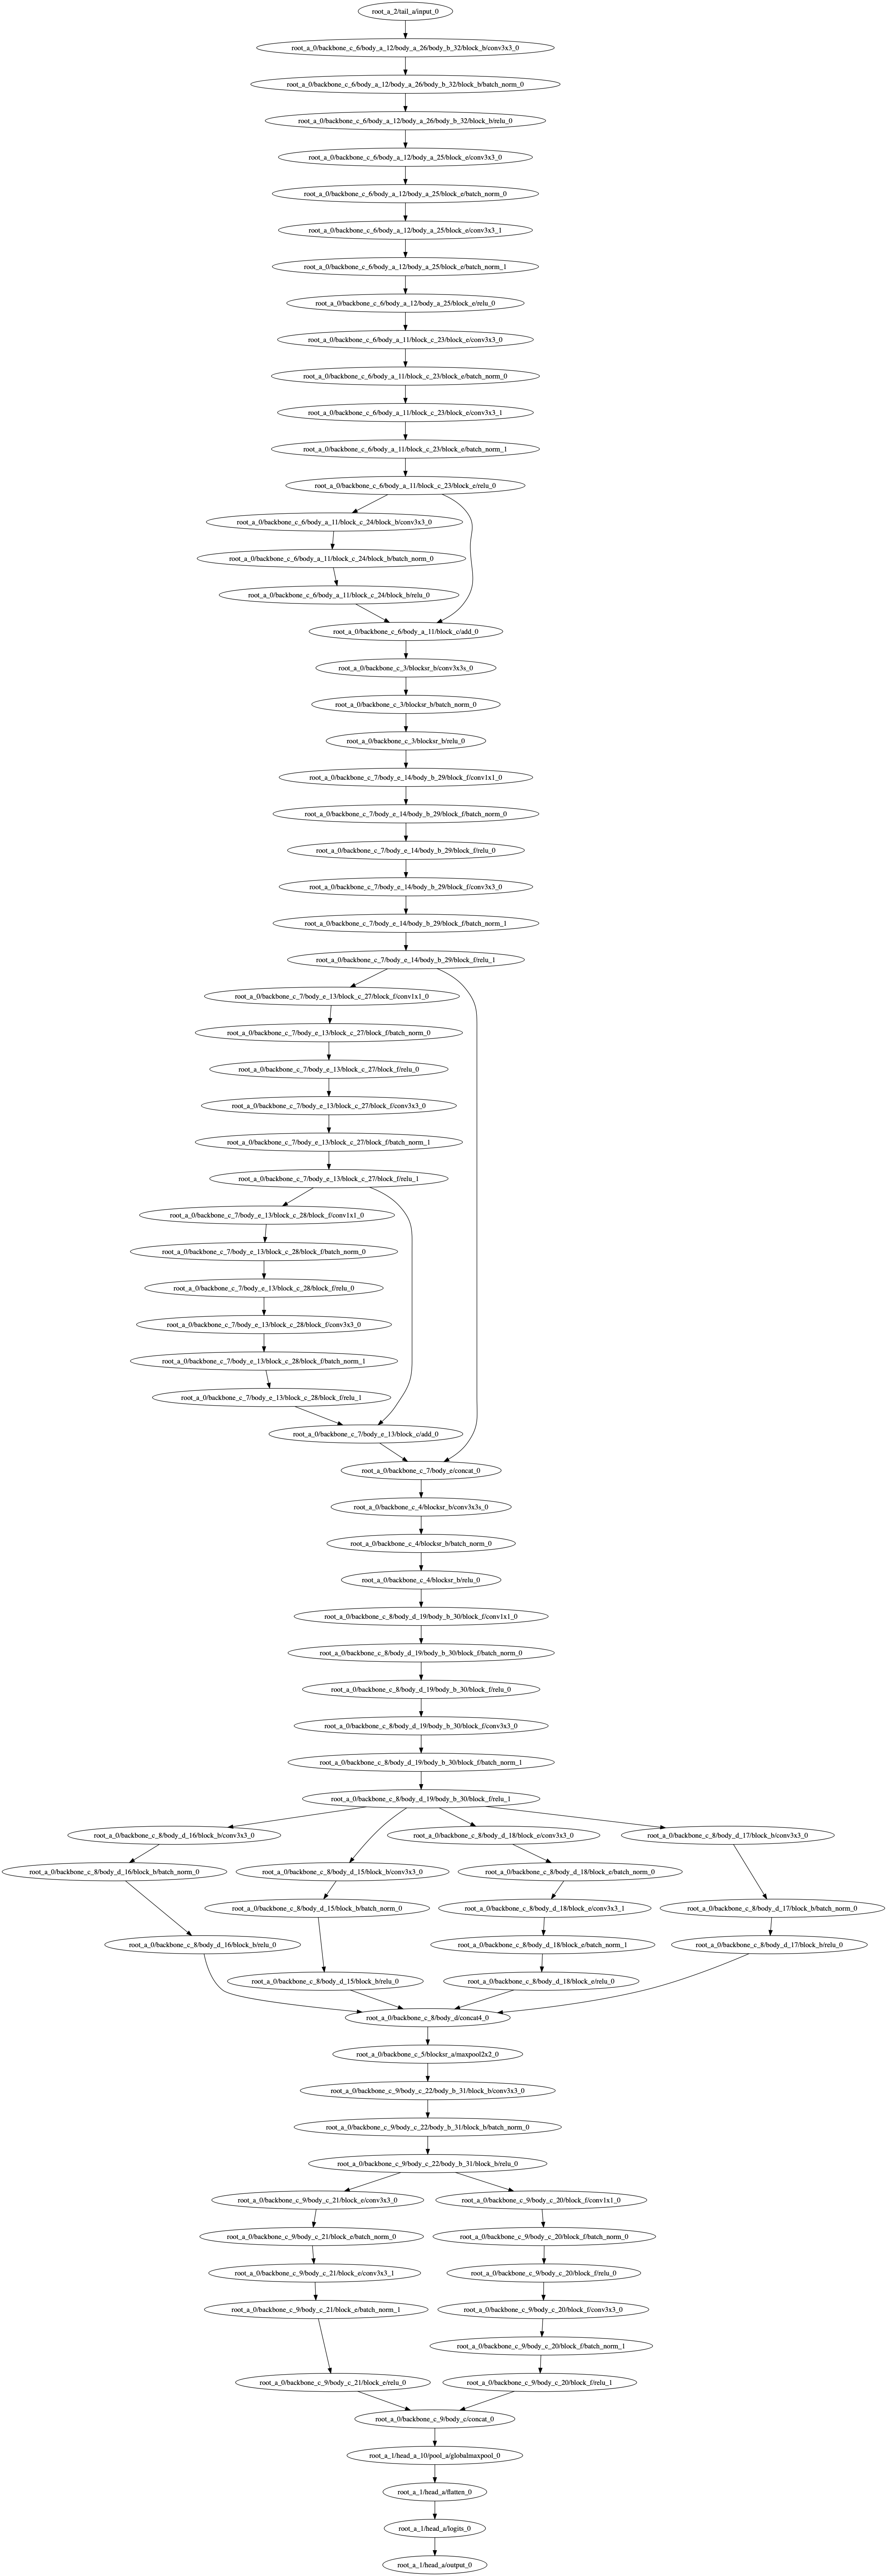 root_a_2/tail_a/input_0
root_a_0/backbone_c_6/body_a_12/body_a_26/body_b_32/block_b/conv3x3_0
root_a_0/backbone_c_6/body_a_12/body_a_26/body_b_32/block_b/batch_norm_0
root_a_0/backbone_c_6/body_a_12/body_a_26/body_b_32/block_b/relu_0
root_a_0/backbone_c_6/body_a_12/body_a_25/block_e/conv3x3_0
root_a_0/backbone_c_6/body_a_12/body_a_25/block_e/batch_norm_0
root_a_0/backbone_c_6/body_a_12/body_a_25/block_e/conv3x3_1
root_a_0/backbone_c_6/body_a_12/body_a_25/block_e/batch_norm_1
root_a_0/backbone_c_6/body_a_12/body_a_25/block_e/relu_0
root_a_0/backbone_c_6/body_a_11/block_c_23/block_e/conv3x3_0
root_a_0/backbone_c_6/body_a_11/block_c_23/block_e/batch_norm_0
root_a_0/backbone_c_6/body_a_11/block_c_23/block_e/conv3x3_1
root_a_0/backbone_c_6/body_a_11/block_c_23/block_e/batch_norm_1
root_a_0/backbone_c_6/body_a_11/block_c_23/block_e/relu_0
root_a_0/backbone_c_6/body_a_11/block_c_24/block_b/conv3x3_0
root_a_0/backbone_c_6/body_a_11/block_c_24/block_b/batch_norm_0
root_a_0/backbone_c_6/body_a_11/block_c_24/block_b/relu_0
root_a_0/backbone_c_6/body_a_11/block_c/add_0
root_a_0/backbone_c_3/blocksr_b/conv3x3s_0
root_a_0/backbone_c_3/blocksr_b/batch_norm_0
root_a_0/backbone_c_3/blocksr_b/relu_0
root_a_0/backbone_c_7/body_e_14/body_b_29/block_f/conv1x1_0
root_a_0/backbone_c_7/body_e_14/body_b_29/block_f/batch_norm_0
root_a_0/backbone_c_7/body_e_14/body_b_29/block_f/relu_0
root_a_0/backbone_c_7/body_e_14/body_b_29/block_f/conv3x3_0
root_a_0/backbone_c_7/body_e_14/body_b_29/block_f/batch_norm_1
root_a_0/backbone_c_7/body_e_14/body_b_29/block_f/relu_1
root_a_0/backbone_c_7/body_e_13/block_c_27/block_f/conv1x1_0
root_a_0/backbone_c_7/body_e_13/block_c_27/block_f/batch_norm_0
root_a_0/backbone_c_7/body_e_13/block_c_27/block_f/relu_0
root_a_0/backbone_c_7/body_e_13/block_c_27/block_f/conv3x3_0
root_a_0/backbone_c_7/body_e_13/block_c_27/block_f/batch_norm_1
root_a_0/backbone_c_7/body_e_13/block_c_27/block_f/relu_1
root_a_0/backbone_c_7/body_e_13/block_c_28/block_f/conv1x1_0
root_a_0/backbone_c_7/body_e_13/block_c_28/block_f/batch_norm_0
root_a_0/backbone_c_7/body_e_13/block_c_28/block_f/relu_0
root_a_0/backbone_c_7/body_e_13/block_c_28/block_f/conv3x3_0
root_a_0/backbone_c_7/body_e_13/block_c_28/block_f/batch_norm_1
root_a_0/backbone_c_7/body_e_13/block_c_28/block_f/relu_1
root_a_0/backbone_c_7/body_e_13/block_c/add_0
root_a_0/backbone_c_7/body_e/concat_0
root_a_0/backbone_c_4/blocksr_b/conv3x3s_0
root_a_0/backbone_c_4/blocksr_b/batch_norm_0
root_a_0/backbone_c_4/blocksr_b/relu_0
root_a_0/backbone_c_8/body_d_19/body_b_30/block_f/conv1x1_0
root_a_0/backbone_c_8/body_d_19/body_b_30/block_f/batch_norm_0
root_a_0/backbone_c_8/body_d_19/body_b_30/block_f/relu_0
root_a_0/backbone_c_8/body_d_19/body_b_30/block_f/conv3x3_0
root_a_0/backbone_c_8/body_d_19/body_b_30/block_f/batch_norm_1
root_a_0/backbone_c_8/body_d_19/body_b_30/block_f/relu_1
root_a_0/backbone_c_8/body_d_16/block_b/conv3x3_0
root_a_0/backbone_c_8/body_d_18/block_e/conv3x3_0
root_a_0/backbone_c_8/body_d_17/block_b/conv3x3_0
root_a_0/backbone_c_8/body_d_16/block_b/batch_norm_0
root_a_0/backbone_c_8/body_d_15/block_b/conv3x3_0
root_a_0/backbone_c_8/body_d_18/block_e/batch_norm_0
root_a_0/backbone_c_8/body_d_15/block_b/batch_norm_0
root_a_0/backbone_c_8/body_d_18/block_e/conv3x3_1
root_a_0/backbone_c_8/body_d_17/block_b/batch_norm_0
root_a_0/backbone_c_8/body_d_16/block_b/relu_0
root_a_0/backbone_c_8/body_d_18/block_e/batch_norm_1
root_a_0/backbone_c_8/body_d_17/block_b/relu_0
root_a_0/backbone_c_8/body_d_15/block_b/relu_0
root_a_0/backbone_c_8/body_d_18/block_e/relu_0
root_a_0/backbone_c_8/body_d/concat4_0
root_a_0/backbone_c_5/blocksr_a/maxpool2x2_0
root_a_0/backbone_c_9/body_c_22/body_b_31/block_b/conv3x3_0
root_a_0/backbone_c_9/body_c_22/body_b_31/block_b/batch_norm_0
root_a_0/backbone_c_9/body_c_22/body_b_31/block_b/relu_0
root_a_0/backbone_c_9/body_c_21/block_e/conv3x3_0
root_a_0/backbone_c_9/body_c_20/block_f/conv1x1_0
root_a_0/backbone_c_9/body_c_21/block_e/batch_norm_0
root_a_0/backbone_c_9/body_c_20/block_f/batch_norm_0
root_a_0/backbone_c_9/body_c_21/block_e/conv3x3_1
root_a_0/backbone_c_9/body_c_20/block_f/relu_0
root_a_0/backbone_c_9/body_c_21/block_e/batch_norm_1
root_a_0/backbone_c_9/body_c_20/block_f/conv3x3_0
root_a_0/backbone_c_9/body_c_20/block_f/batch_norm_1
root_a_0/backbone_c_9/body_c_21/block_e/relu_0
root_a_0/backbone_c_9/body_c_20/block_f/relu_1
root_a_0/backbone_c_9/body_c/concat_0
root_a_1/head_a_10/pool_a/globalmaxpool_0
root_a_1/head_a/flatten_0
root_a_1/head_a/logits_0
root_a_1/head_a/output_0